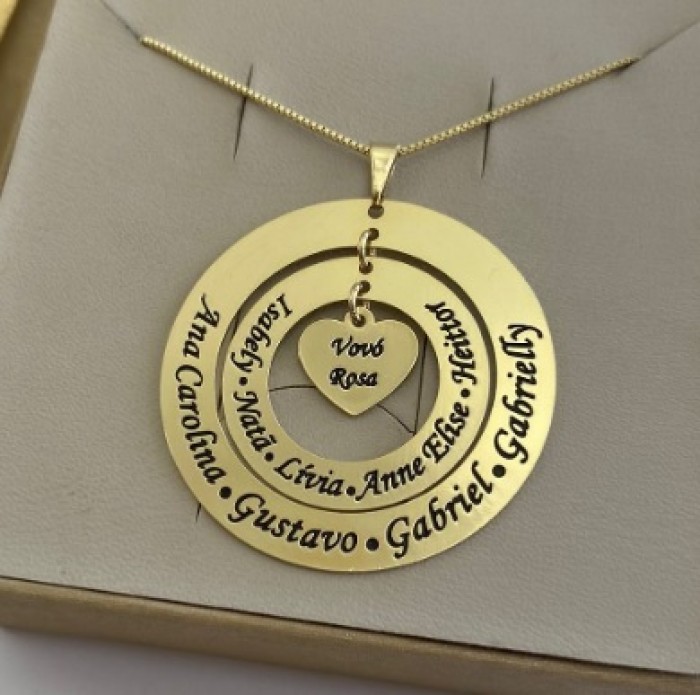 Vovó
Rosa
Isabely • Natã • Lívia • Anne Elise • Heittor
Ana Carolina • Gustavo • Gabriel • Gabrielly